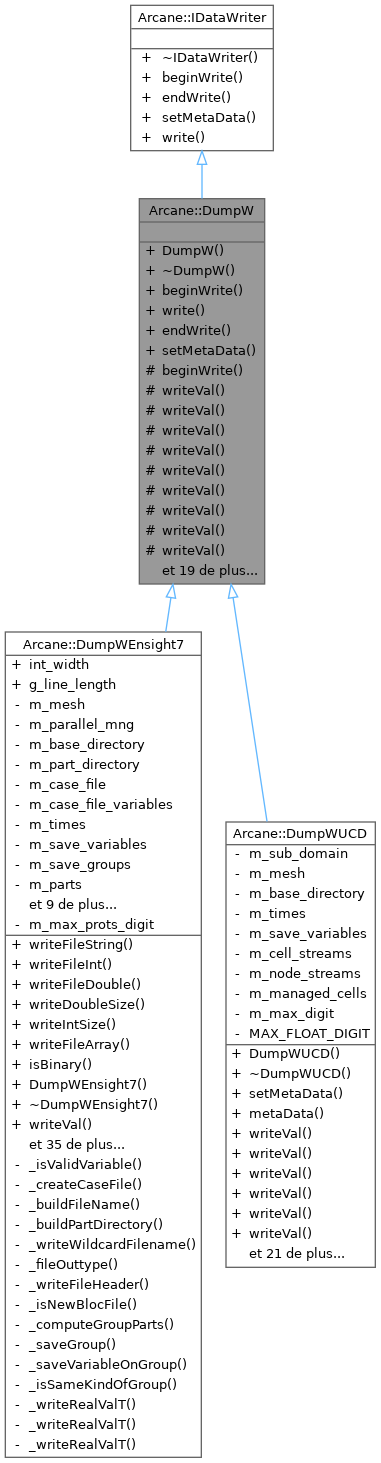 Arcane::IDataWriter
+ ~IDataWriter()
+ beginWrite()
+ endWrite()
+ setMetaData()
+ write()
Arcane::DumpW
+ DumpW()
+ ~DumpW()
+ beginWrite()
+ write()
+ endWrite()
+ setMetaData()
# beginWrite()
# writeVal()
# writeVal()
# writeVal()
# writeVal()
# writeVal()
# writeVal()
# writeVal()
# writeVal()
# writeVal()
et 19 de plus...
Arcane::DumpWEnsight7
+ int_width
+ g_line_length
- m_mesh
- m_parallel_mng
- m_base_directory
- m_part_directory
- m_case_file
- m_case_file_variables
- m_times
- m_save_variables
- m_save_groups
- m_parts
et 9 de plus...
- m_max_prots_digit
+ writeFileString()
+ writeFileInt()
+ writeFileDouble()
+ writeDoubleSize()
+ writeIntSize()
+ writeFileArray()
+ isBinary()
+ DumpWEnsight7()
+ ~DumpWEnsight7()
+ writeVal()
et 35 de plus...
- _isValidVariable()
- _createCaseFile()
- _buildFileName()
- _buildPartDirectory()
- _writeWildcardFilename()
- _fileOuttype()
- _writeFileHeader()
- _isNewBlocFile()
- _computeGroupParts()
- _saveGroup()
- _saveVariableOnGroup()
- _isSameKindOfGroup()
- _writeRealValT()
- _writeRealValT()
- _writeRealValT()
Arcane::DumpWUCD
- m_sub_domain
- m_mesh
- m_base_directory
- m_times
- m_save_variables
- m_cell_streams
- m_node_streams
- m_managed_cells
- m_max_digit
- MAX_FLOAT_DIGIT
+ DumpWUCD()
+ ~DumpWUCD()
+ setMetaData()
+ metaData()
+ writeVal()
+ writeVal()
+ writeVal()
+ writeVal()
+ writeVal()
+ writeVal()
et 21 de plus...